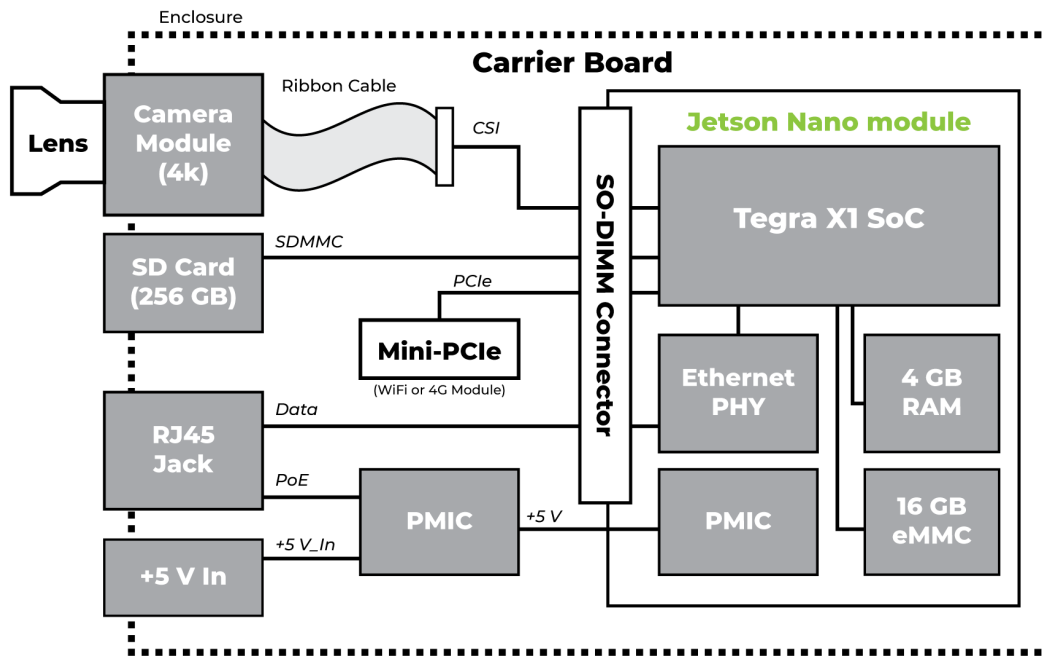 Enclosure
Carrier Board
Ribbon Cable
Lens
Camera
Module
(4k)
CSI
Jetson Nano module
SO-DIMM Connector
Tegra X1 SoC
SD Card
(256 GB)
SDMMC
PCIe
Mini-PCIe
(WiFi or 4G Module)
Ethernet
PHY
4 GB
RAM
RJ45
Jack
Data
PoE
PMIC
+5 V
PMIC
16 GB
eMMC
+5 V In
+5 V_In